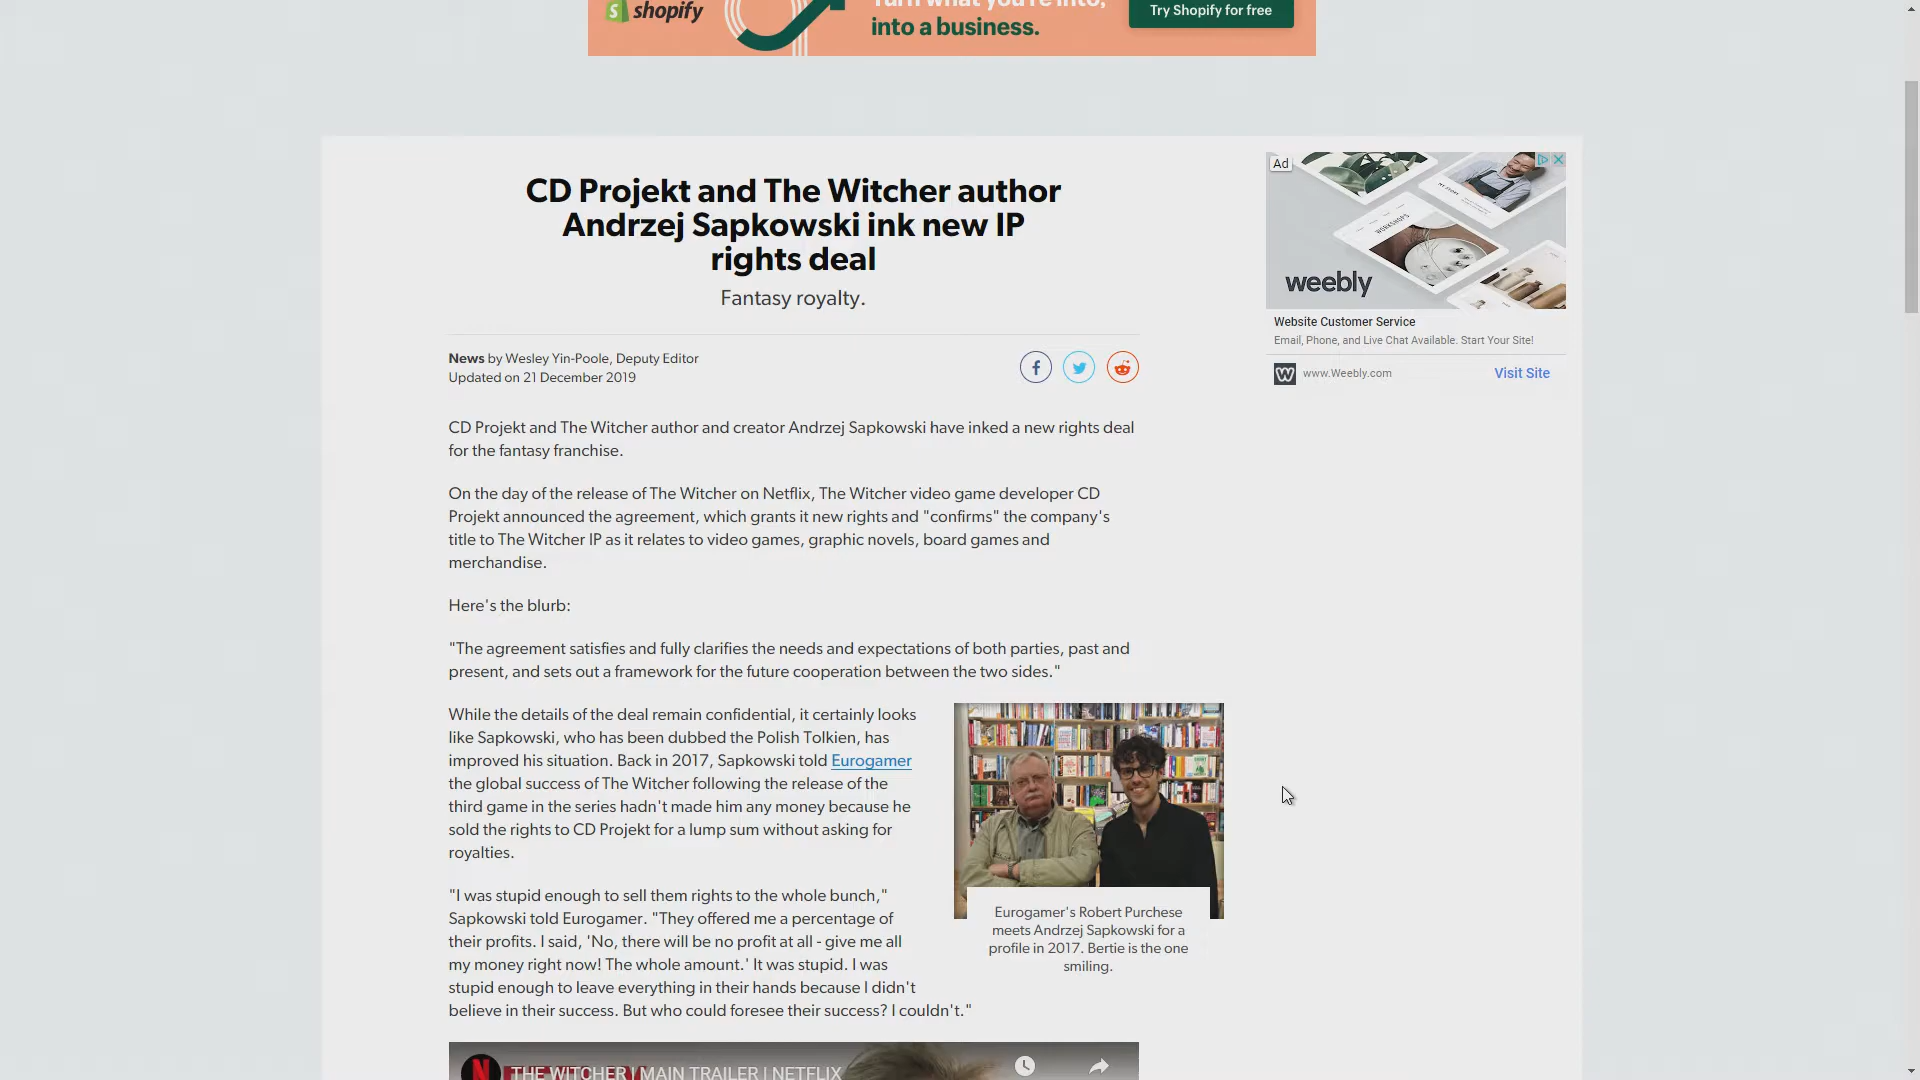 shopify
Turn what you're into,
into a business.
Try Shopify for free
CD Projekt and The Witcher author
Andrzej Sapkowski ink new IP
rights deal
Fantasy royalty.
News by Wesley Yin-Poole, Deputy Editor
Updated on 21 December 2019
CD Projekt and The Witcher author and creator Andrzej Sapkowski have inked a new rights deal
for the fantasy franchise.
On the day of the release of The Witcher on Netflix, The Witcher video game developer CD
Projekt announced the agreement, which grants it new rights and "confirms" the company's
title to The Witcher IP as it relates to video games, graphic novels, board games and
merchandise.
Here's the blurb:
"The agreement satisfies and fully clarifies the needs and expectations of both parties, past and
present, and sets out a framework for the future cooperation between the two sides."
While the details of the deal remain confidential, it certainly looks
like Sapkowski, who has been dubbed the Polish Tolkien, has
improved his situation. Back in 2017, Sapkowski told Eurogamer
the global success of The Witcher following the release of the
third game in the series hadn't made him any money because he
sold the rights to CD Projekt for a lump sum without asking for
royalties.
"I was stupid enough to sell them rights to the whole bunch,"
Sapkowski told Eurogamer. "They offered me a percentage of
their profits. I said, 'No, there will be no profit at all - give me all
my money right now! The whole amount.' It was stupid. I was
stupid enough to leave everything in their hands because I didn't
believe in their success. But who could foresee their success? I couldn't."
Eurogamer's Robert Purchese
meets Andrzej Sapkowski for a
profile in 2017. Bertie is the one
smiling.
THE WITCHER | MAIN TRAILER | NETFLIX
Ad
MY STORY
WORKSHOPS
weebly
Website Customer Service
Email, Phone, and Live Chat Available. Start Your Site!
www.Weebly.com
Visit Site